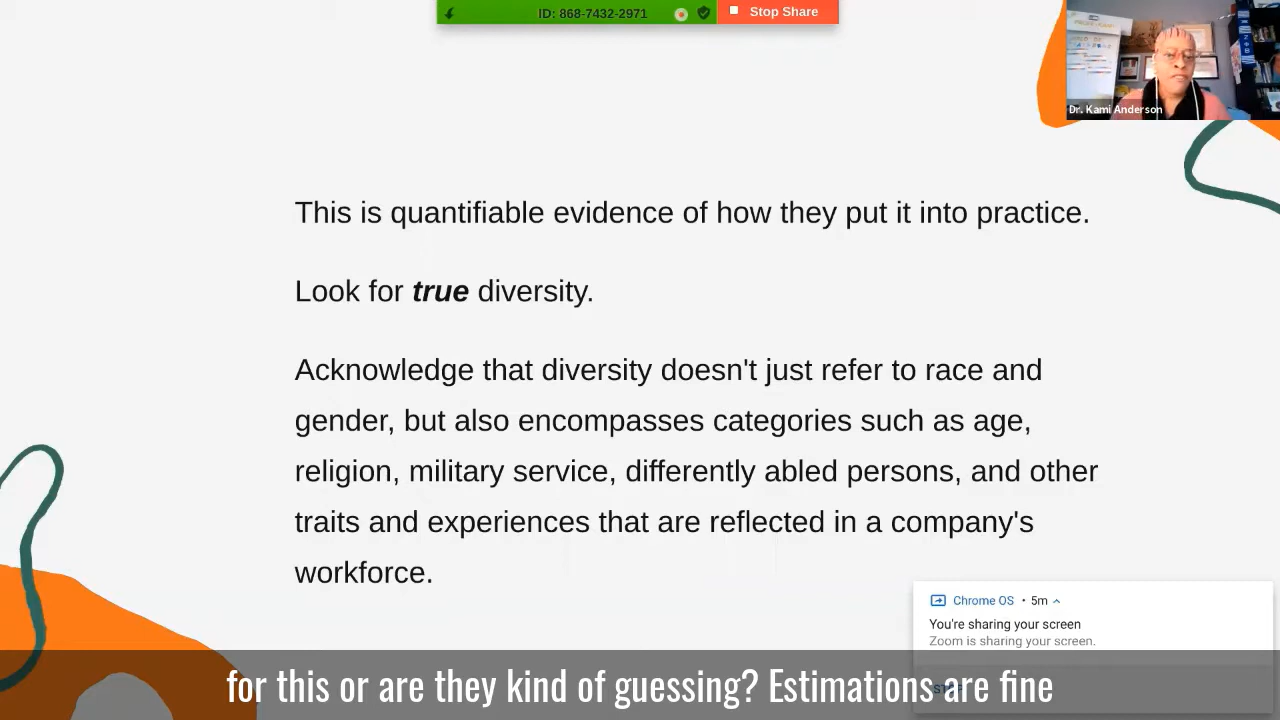 ID: 868-7432-2971
Stop Share
Dr. Kami Anderson
This is quantifiable evidence of how they put it into practice.
Look for true diversity.
Acknowledge that diversity doesn't just refer to race and
gender, but also encompasses categories such as age,
religion, military service, differently abled persons, and other
traits and experiences that are reflected in a company's
workforce.
Chrome OS • 5m
You're sharing your screen
Zoom is sharing your screen.
for this or are they kind of guessing? Estimations are fine